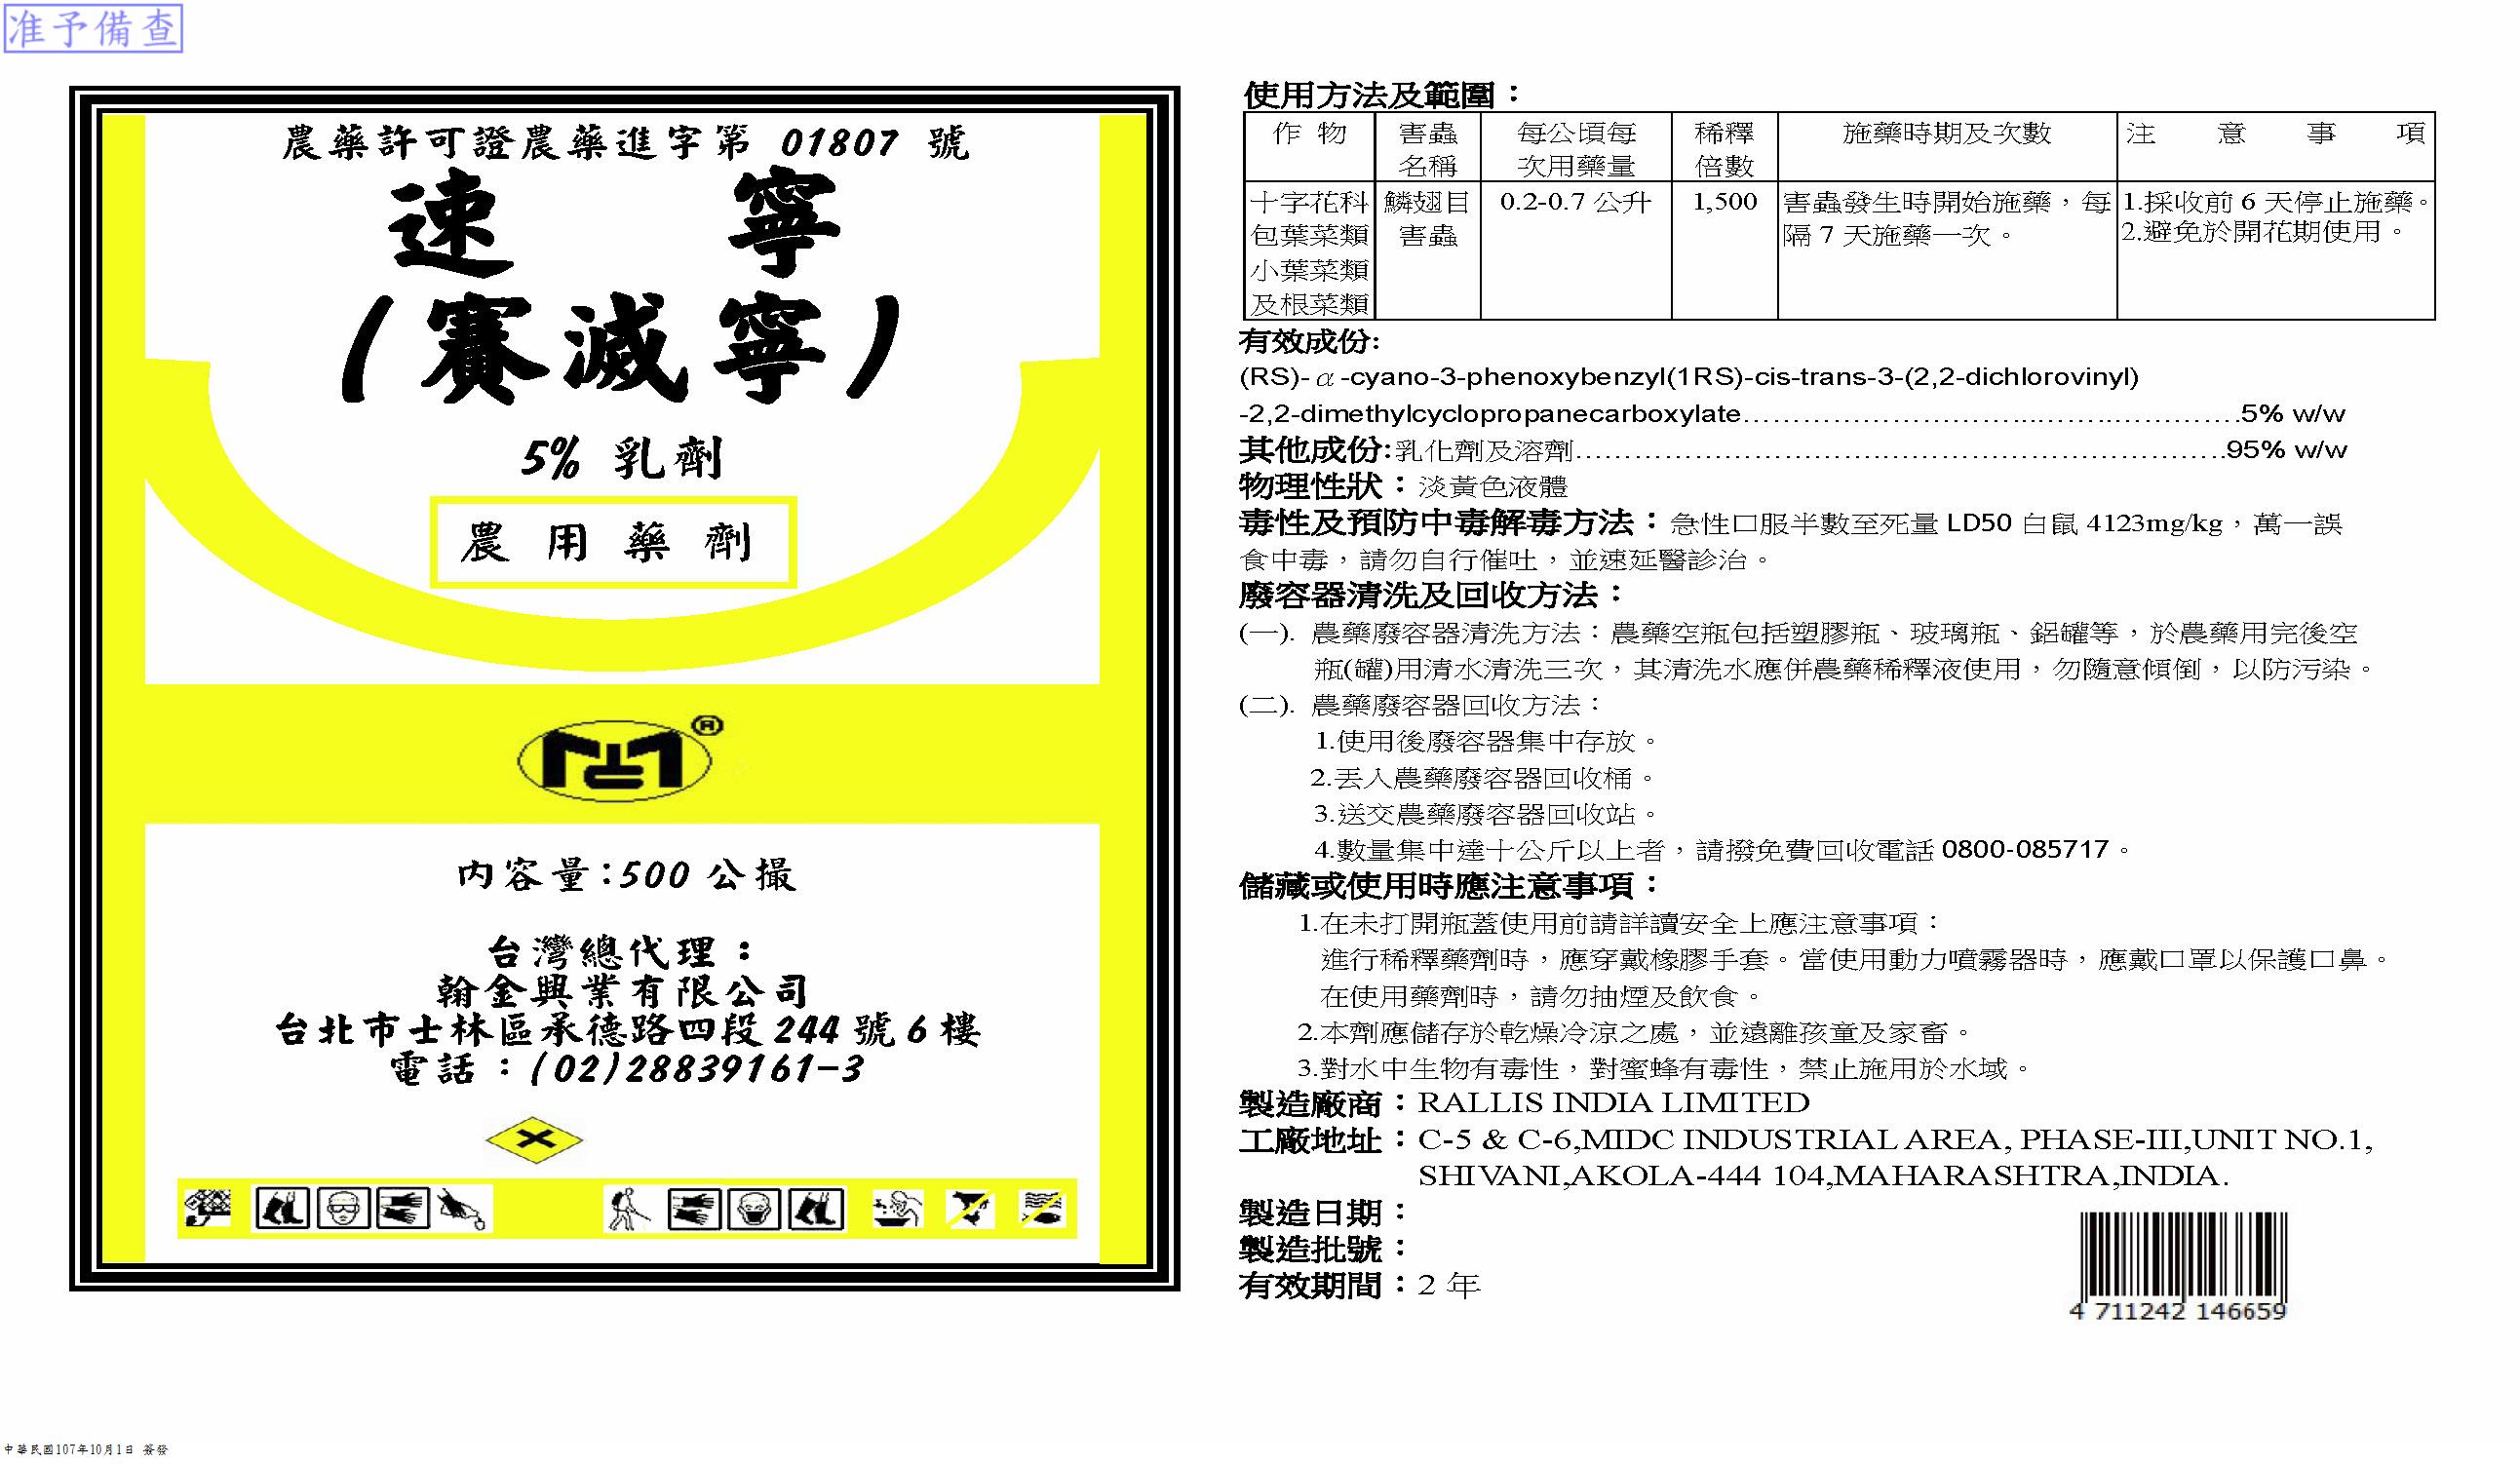 准予備查
農藥許可證農藥進字第 01807 號
速 寧
(賽滅寧)
5% 乳劑
農用藥劑
®
內容量:500 公撮
台灣總代理：
翰金興業有限公司
台北市士林區承德路四段 244 號 6 樓
電話：(02)28839161-3
使用方法及範圍：
作 物 害蟲名稱 每公頃每次用藥量 稀釋倍數 施藥時期及次數 注 意 事 項
十字花科 鱗翅目 0.2-0.7 公升 1,500 害蟲發生時開始施藥，每 1.採收前 6 天停止施藥。
包葉菜類 害蟲 隔 7 天施藥一次。 2.避免於開花期使用。
小葉菜類
及根菜類
有效成份:
(RS)-α-cyano-3-phenoxybenzyl(1RS)-cis-trans-3-(2,2-dichlorovinyl)
-2,2-dimethylcyclopropanecarboxylate……………………………………………5% w/w
其他成份:乳化劑及溶劑…………………………………………………………95% w/w
物理性狀：淡黃色液體
毒性及預防中毒解毒方法：急性口服半數至死量 LD50 白鼠 4123mg/kg，萬一誤
食中毒，請勿自行催吐，並速延醫診治。
廢容器清洗及回收方法：
(一). 農藥廢容器清洗方法：農藥空瓶包括塑膠瓶、玻璃瓶、鋁罐等，於農藥用完後空
瓶(罐)用清水清洗三次，其清洗水應併農藥稀釋液使用，勿隨意傾倒，以防污染。
(二). 農藥廢容器回收方法：
1.使用後廢容器集中存放。
2.丟入農藥廢容器回收桶。
3.送交農藥廢容器回收站。
4.數量集中達十公斤以上者，請撥免費回收電話 0800-085717。
儲藏或使用時應注意事項：
1.在未打開瓶蓋使用前請詳讀安全上應注意事項：
進行稀釋藥劑時，應穿戴橡膠手套。當使用動力噴霧器時，應戴口罩以保護口鼻。
在使用藥劑時，請勿抽煙及飲食。
2.本劑應儲存於乾燥冷涼之處，並遠離孩童及家畜。
3.對水中生物有毒性，對蜜蜂有毒性，禁止施用於水域。
製造廠商：RALLIS INDIA LIMITED
工廠地址：C-5 & C-6,MIDC INDUSTRIAL AREA, PHASE-III,UNIT NO.1,
SHIVANI,AKOLA-444 104,MAHARASHTRA,INDIA.
製造日期：
製造批號：
有效期間：2 年
4 711242 146659
中華民國107年10月1日 簽發